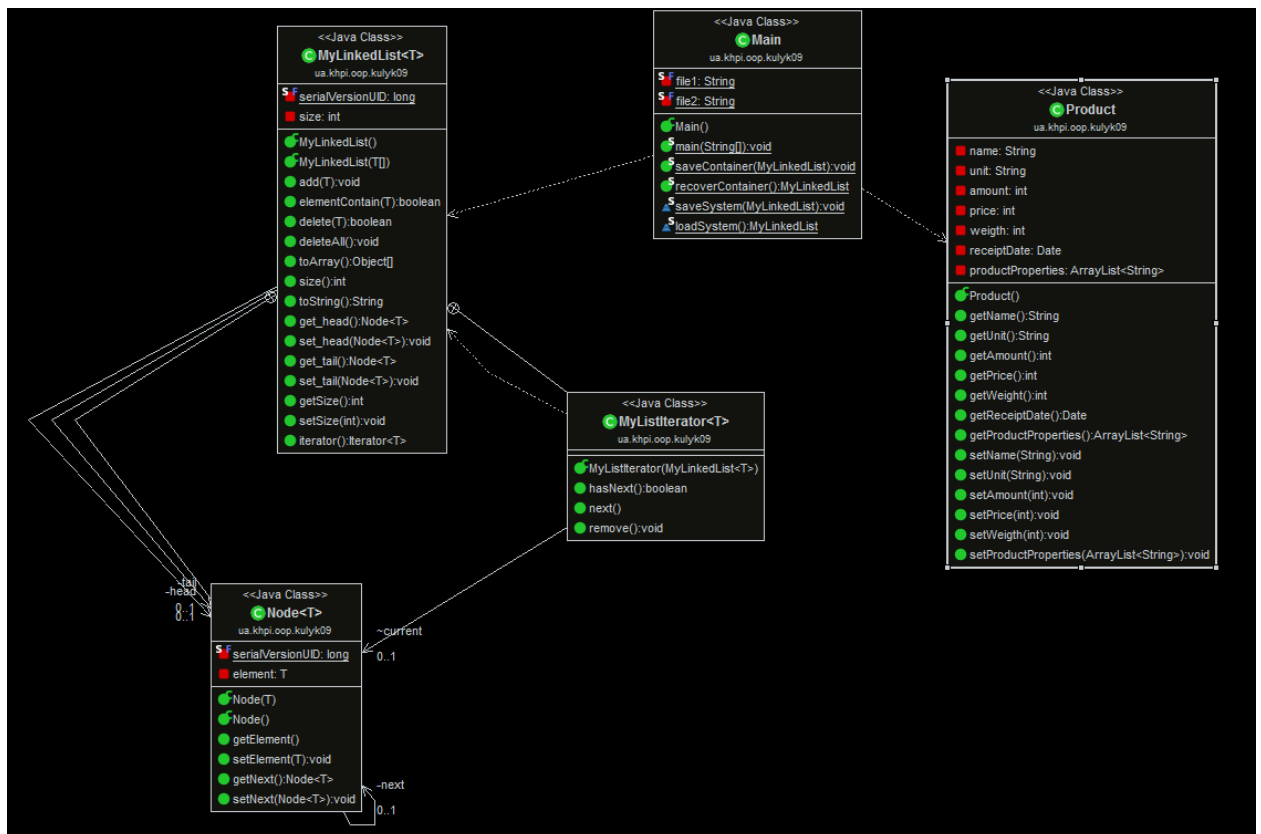 <<Java Class>>
MyLinkedList<T>
ua.khpi.oop.kulyk09
serialVersionUID: long
size: int
MyLinkedList()
MyLinkedList(T[])
add(T):void
elementContain(T):boolean
delete(T):boolean
deleteAll():void
toArray():Object[]
size():int
toString():String
get_head():Node<T>
set_head(Node<T>):void
get_tail():Node<T>
set_tail(Node<T>):void
getSize():int
setSize(int):void
iterator():Iterator<T>
<<Java Class>>
Main
ua.khpi.oop.kulyk09
file1: String
file2: String
Main()
main(String[]):void
saveContainer(MyLinkedList):void
recoverContainer():MyLinkedList
saveSystem(MyLinkedList):void
loadSystem():MyLinkedList
<<Java Class>>
Product
ua.khpi.oop.kulyk09
name: String
unit: String
amount: int
price: int
weigth: int
receiptDate: Date
productProperties: ArrayList<String>
Product()
getName():String
getUnit():String
getAmount():int
getPrice():int
getWeight():int
getReceiptDate():Date
getProductProperties():ArrayList<String>
setName(String):void
setUnit(String):void
setAmount(int):void
setPrice(int):void
setWeigth(int):void
setProductProperties(ArrayList<String>):void
<<Java Class>>
MyListIterator<T>
ua.khpi.oop.kulyk09
MyListIterator(MyLinkedList<T>)
hasNext():boolean
next()
remove():void
-tail
-head
0..1
0..1
<<Java Class>>
Node<T>
ua.khpi.oop.kulyk09
serialVersionUID: long
element: T
Node(T)
Node()
getElement()
setElement(T):void
getNext():Node<T>
setNext(Node<T>):void
~current
0..1
-next
0..1